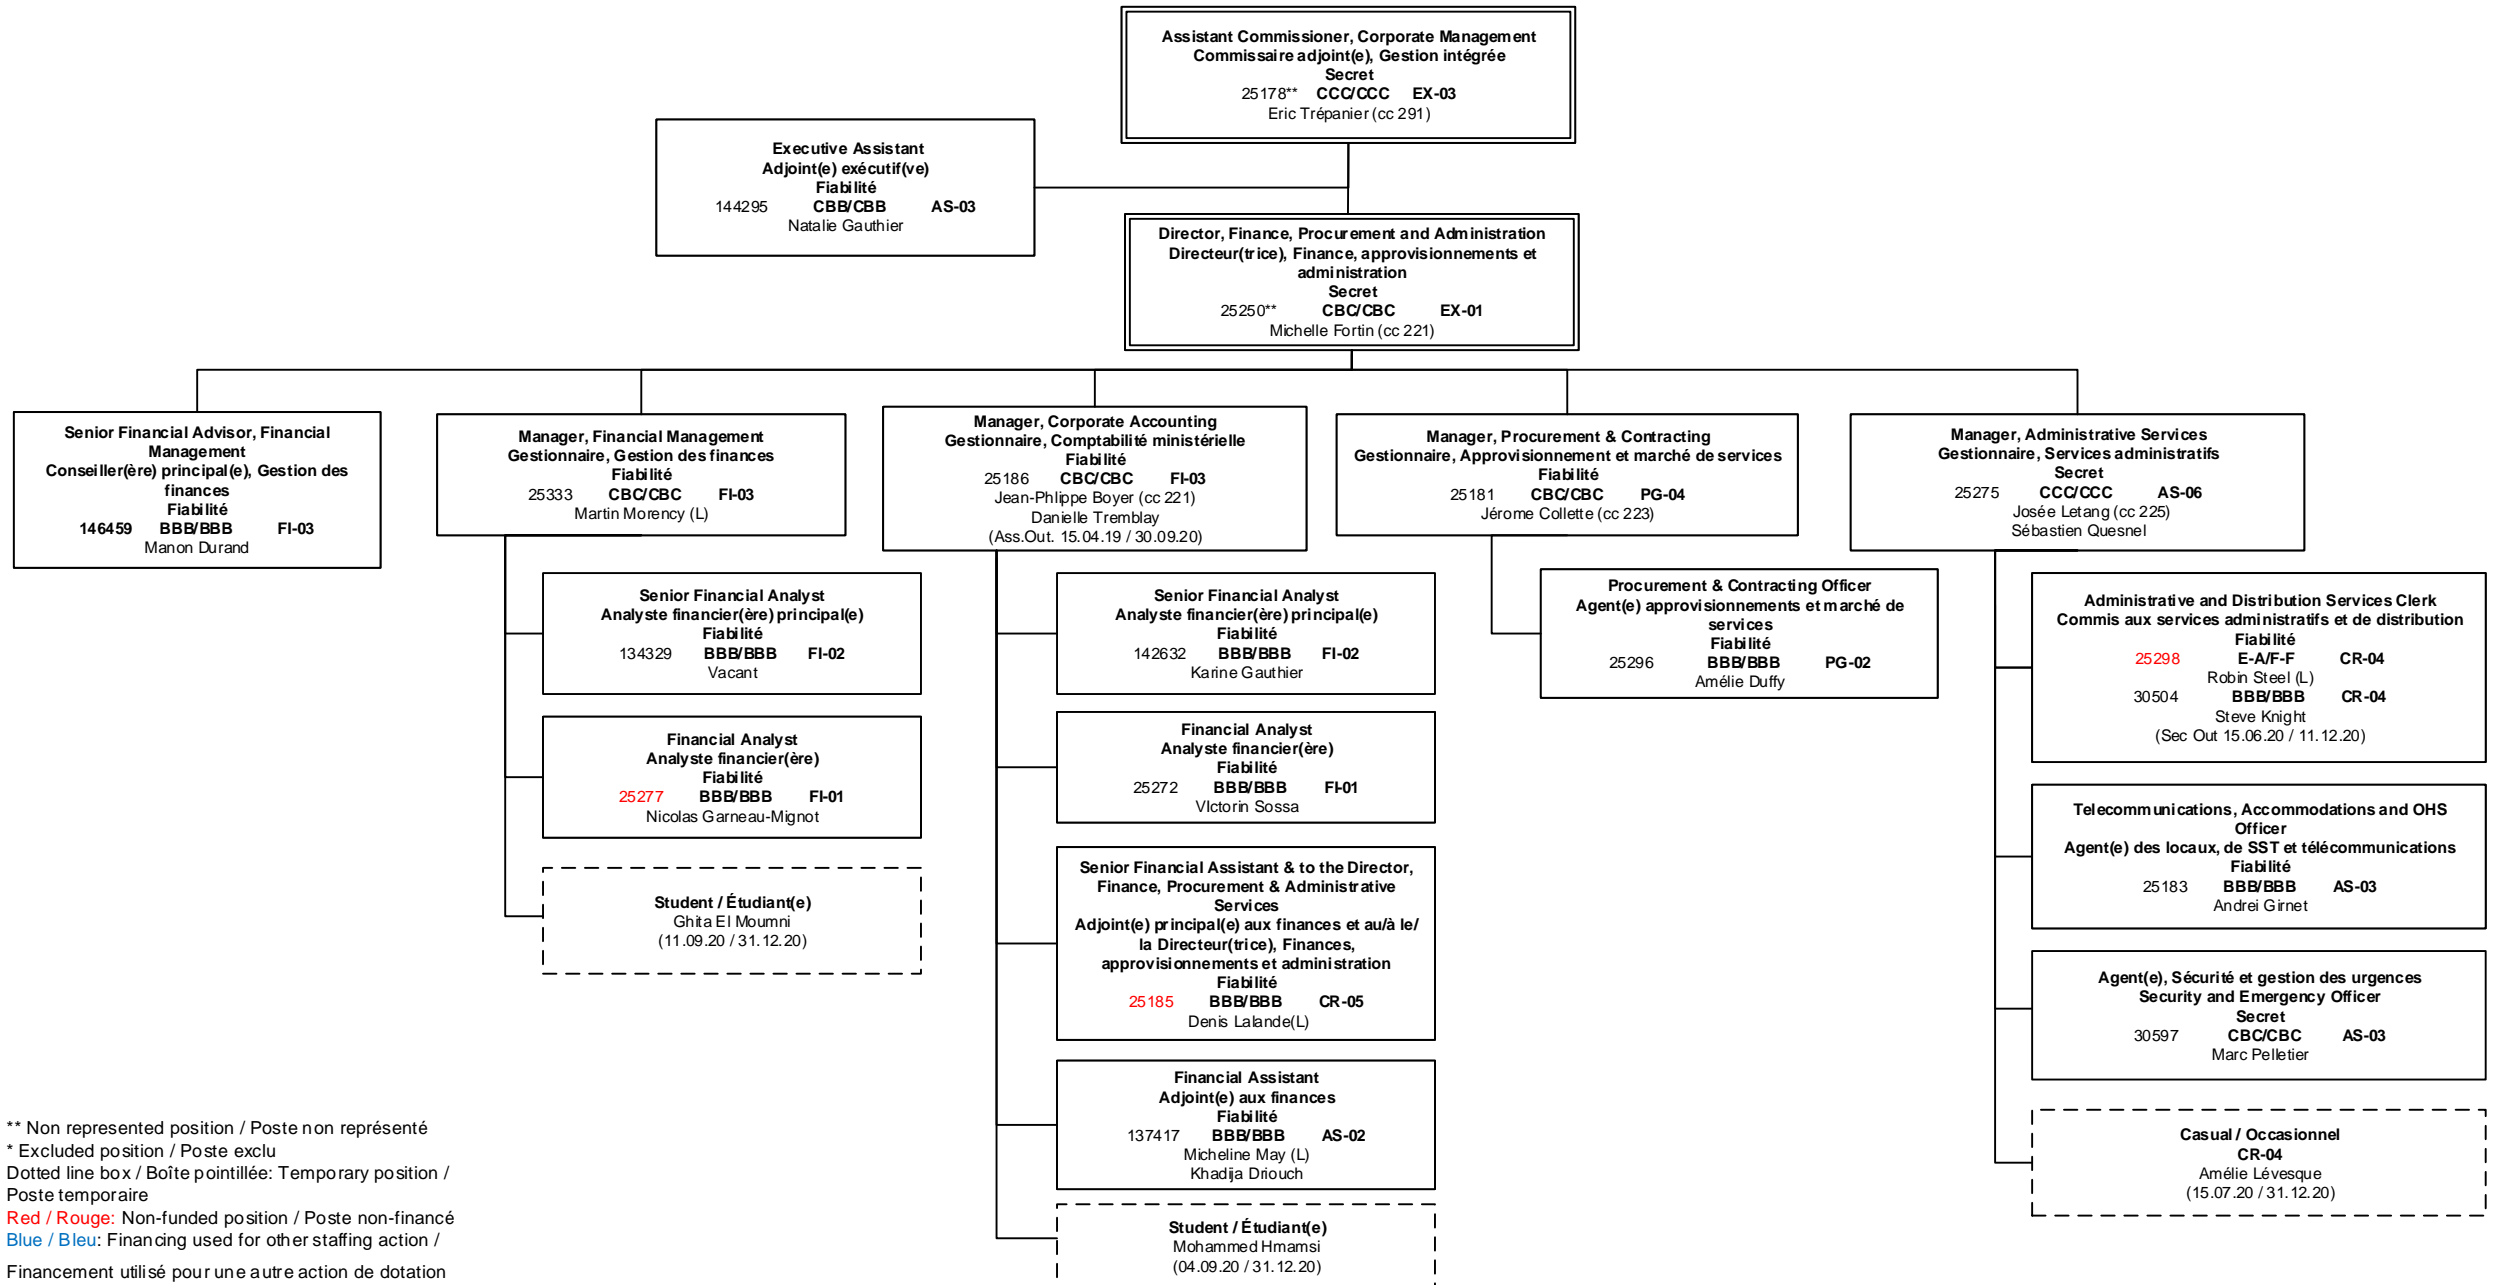 Assistant Commissioner, Corporate Management
Commissaire adjoint(e), Gestion intégrée
Secret
25178** CCC/CCC EX-03
Eric Trépanier (cc 291)
Executive Assistant
Adjoint(e) exécutif(ve)
Fiabilité
144295 CBB/CBB AS-03
Natalie Gauthier
Director, Finance, Procurement and Administration
Directeur(trice), Finance, approvisionnements et
administration
Secret
25250** CBC/CBC EX-01
Michelle Fortin (cc 221)
Senior Financial Advisor, Financial
Management
Conseiller(ère) principal(e), Gestion des
finances
Fiabilité
146459 BBB/BBB FI-03
Manon Durand
Manager, Financial Management
Gestionnaire, Gestion des finances
Fiabilité
25333 CBC/CBC FI-03
Martin Morency (L)
Senior Financial Analyst
Analyste financier(ère) principal(e)
Fiabilité
134329 BBB/BBB FI-02
Vacant
Financial Analyst
Analyste financier(ère)
Fiabilité
25277 BBB/BBB FI-01
Nicolas Garneau-Mignot
Student / Étudiant(e)
Ghita El Moumni
(11.09.20 / 31.12.20)
Manager, Corporate Accounting
Gestionnaire, Comptabilité ministérielle
Fiabilité
25186 CBC/CBC FI-03
Jean-Phlippe Boyer (cc 221)
Danielle Tremblay
(Ass.Out. 15.04.19 / 30.09.20)
Senior Financial Analyst
Analyste financier(ère) principal(e)
Fiabilité
142632 BBB/BBB FI-02
Karine Gauthier
Financial Analyst
Analyste financier(ère)
Fiabilité
25272 BBB/BBB FI-01
VIctorin Sossa
Senior Financial Assistant & to the Director,
Finance, Procurement & Administrative
Services
Adjoint(e) principal(e) aux finances et au/à le/
la Directeur(trice), Finances,
approvisionnements et administration
Fiabilité
25185 BBB/BBB CR-05
Denis Lalande(L)
Financial Assistant
Adjoint(e) aux finances
Fiabilité
137417 BBB/BBB AS-02
Micheline May (L)
Khadija Driouch
Student / Étudiant(e)
Mohammed Hmamsi
(04.09.20 / 31.12.20)
Manager, Procurement & Contracting
Gestionnaire, Approvisionnement et marché de services
Fiabilité
25181 CBC/CBC PG-04
Jérome Collette (cc 223)
Procurement & Contracting Officer
Agent(e) approvisionnements et marché de
services
Fiabilité
25296 BBB/BBB PG-02
Amélie Duffy
Manager, Administrative Services
Gestionnaire, Services administratifs
Secret
25275 CCC/CCC AS-06
Josée Letang (cc 225)
Sébastien Quesnel
Administrative and Distribution Services Clerk
Commis aux services administratifs et de distribution
Fiabilité
25298 E-A/F-F CR-04
Robin Steel (L)
30504 BBB/BBB CR-04
Steve Knight
(Sec Out 15.06.20 / 11.12.20)
Telecommunications, Accommodations and OHS
Officer
Agent(e) des locaux, de SST et télécommunications
Fiabilité
25183 BBB/BBB AS-03
Andrei Girnet
Agent(e), Sécurité et gestion des urgences
Security and Emergency Officer
Secret
30597 CBC/CBC AS-03
Marc Pelletier
Casual / Occasionnel
CR-04
Amélie Lévesque
(15.07.20 / 31.12.20)
** Non represented position / Poste non représenté
* Excluded position / Poste exclu
Dotted line box / Boîte pointillée: Temporary position /
Poste temporaire
Red / Rouge: Non-funded position / Poste non-financé
Blue / Bleu: Financing used for other staffing action /
Financement utilisé pour une autre action de dotation